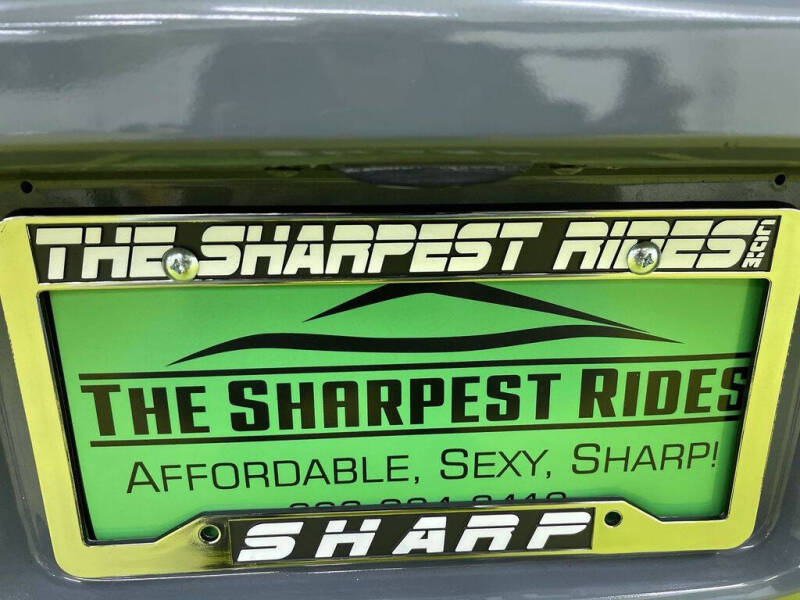 THE SHARPEST RIDES
THE SHARPEST RIDES
AFFORDABLE, SEXY, SHARP!
SHARP